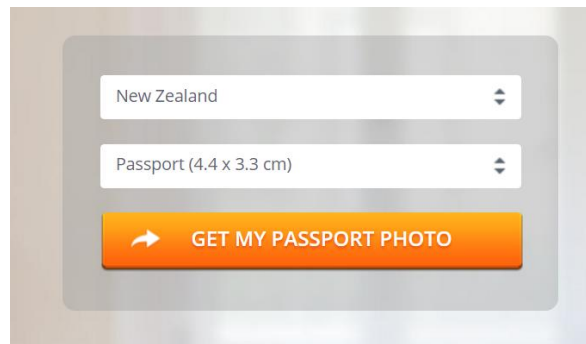 New Zealand
Passport (4.4 x 3.3 cm)
GET MY PASSPORT PHOTO